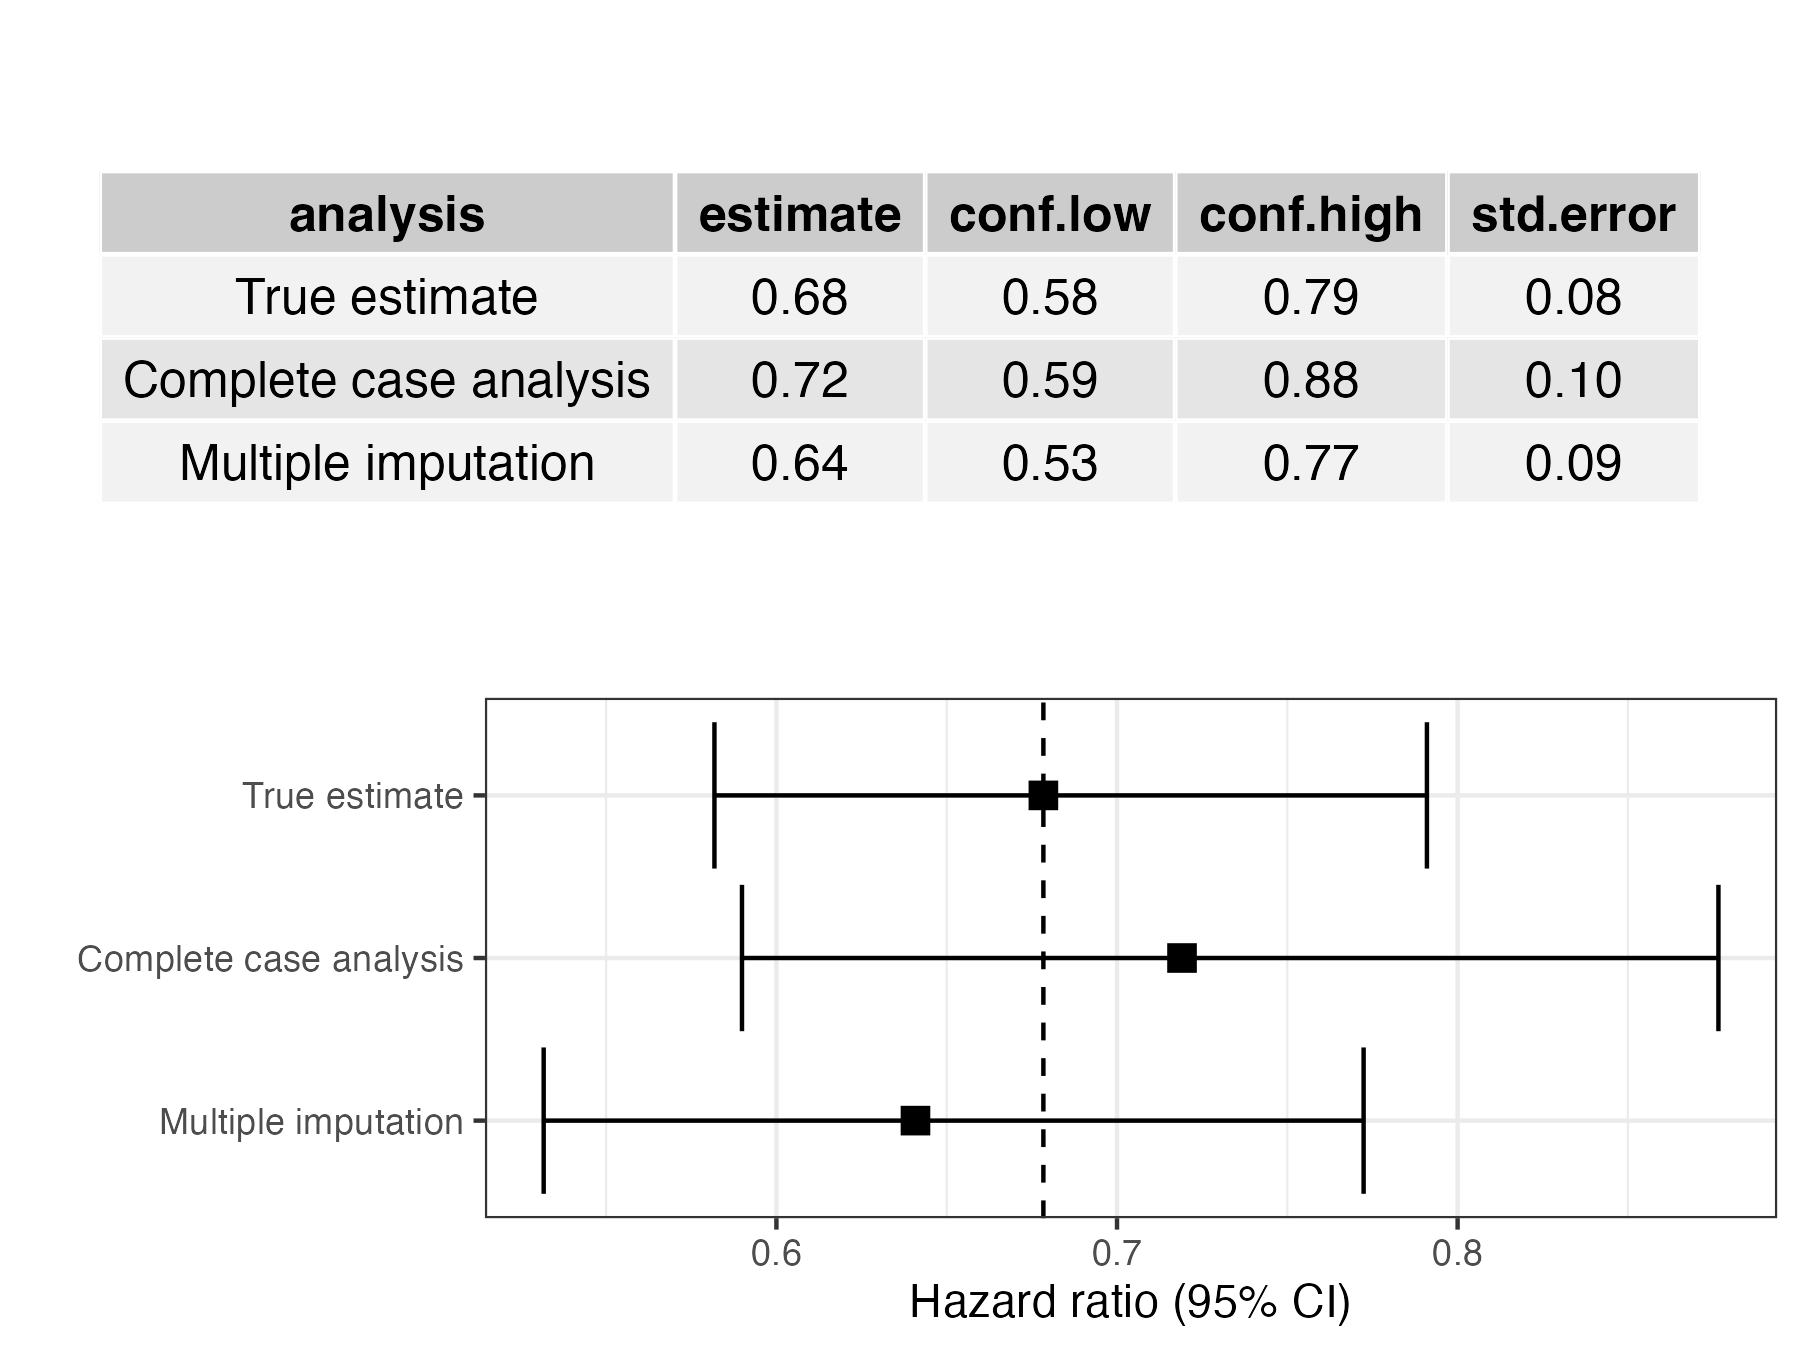 analysis estimate conf.low conf.high std.error
True estimate 0.68 0.58 0.79 0.08
Complete case analysis 0.72 0.59 0.88 0.10
Multiple imputation 0.64 0.53 0.77 0.09
True estimate
Complete case analysis
Multiple imputation
0.6 0.7 0.8
Hazard ratio (95% CI)